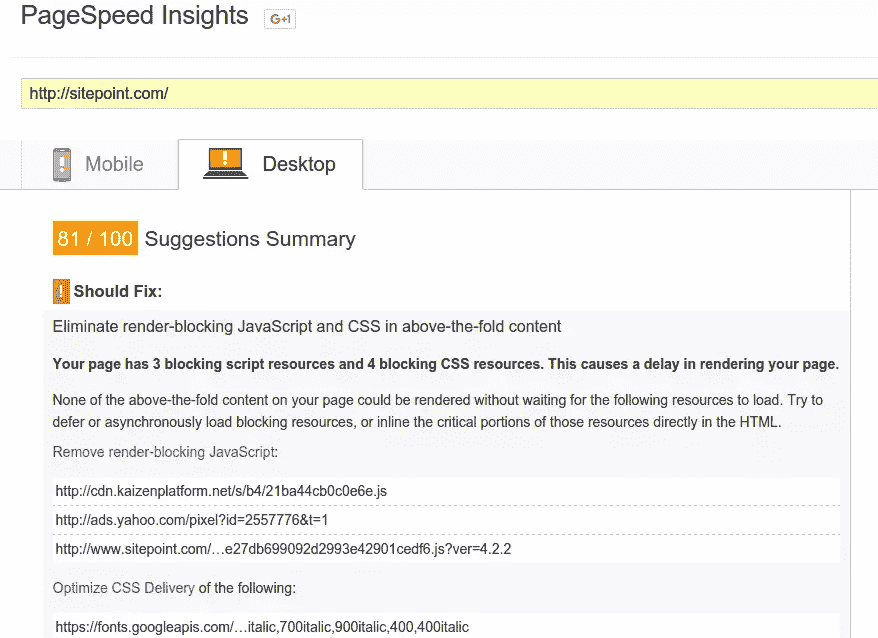 PageSpeed Insights G+1
http://sitepoint.com/
Mobile
Desktop
81 / 100 Suggestions Summary
Should Fix:
Eliminate render-blocking JavaScript and CSS in above-the-fold content
Your page has 3 blocking script resources and 4 blocking CSS resources. This causes a delay in rendering your page.
None of the above-the-fold content on your page could be rendered without waiting for the following resources to load. Try to
defer or asynchronously load blocking resources, or inline the critical portions of those resources directly in the HTML.
Remove render-blocking JavaScript:
http://cdn.kaizenplatform.net/s/b4/21ba44cb0c0e6e.js
http://ads.yahoo.com/pixel?id=2557776&t=1
http://www.sitepoint.com/…e27db699092d2993e42901cedf6.js?ver=4.2.2
Optimize CSS Delivery of the following:
https://fonts.googleapis.com/…italic,700italic,900italic,400,400italic